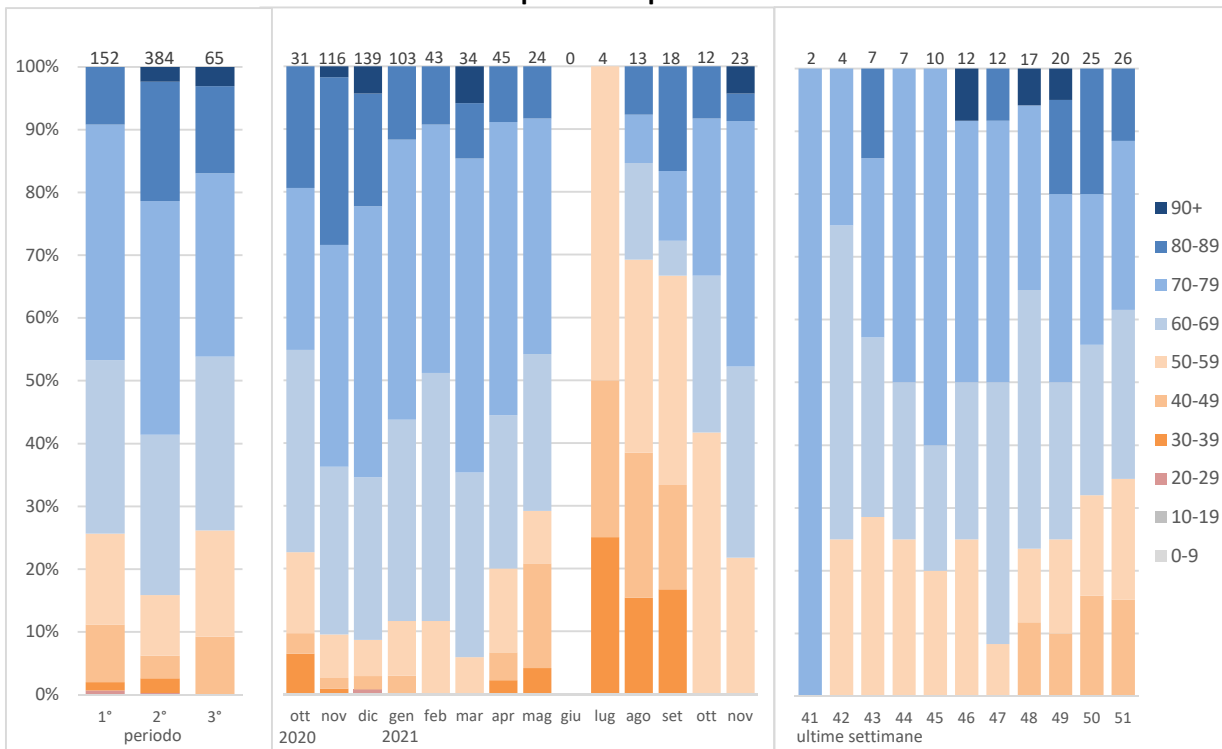 152 384 65
31 116 139 103 43 34 45 24 0 4 13 18 12 23
2 4 7 7 10 12 12 17 20 25 26
100%
90%
80%
70%
60%
50%
40%
30%
20%
10%
0%
1° 2° 3°
periodo
ott nov dic gen feb mar apr mag giu lug ago set ott nov
2020 2021
41 42 43 44 45 46 47 48 49 50 51
ultime settimane
90+
80-89
70-79
60-69
50-59
40-49
30-39
20-29
10-19
0-9